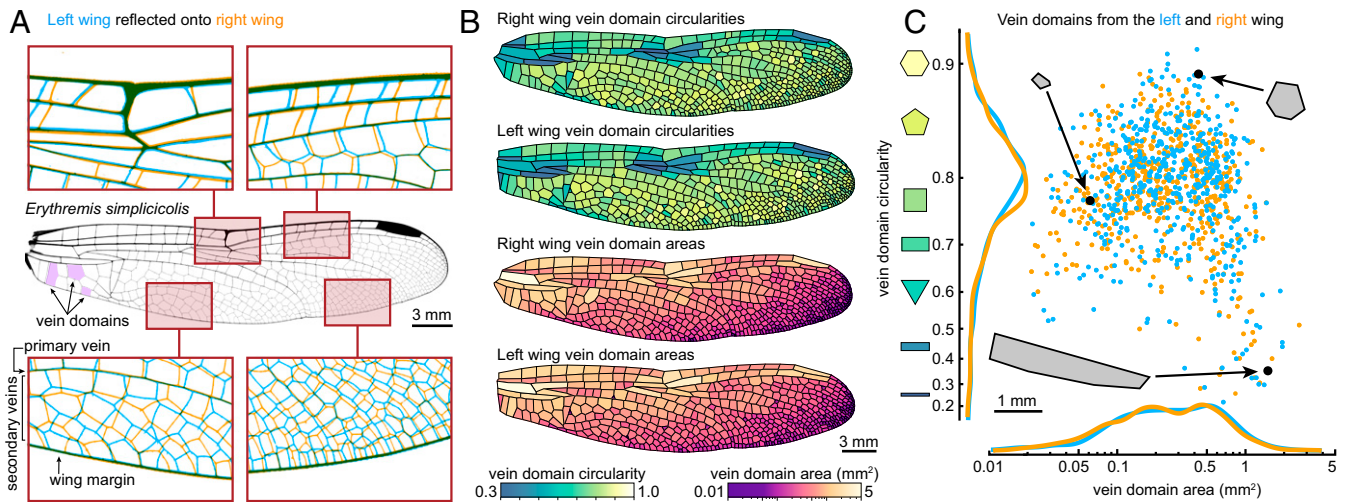 A
Left wing reflected onto right wing
Erythremis simplicicolis
vein domains
3 mm
primary vein
secondary veins
wing margin
B
Right wing vein domain circularities
Left wing vein domain circularities
Right wing vein domain areas
Left wing vein domain areas
3 mm
vein domain circularity
0.3 1.0
vein domain area (mm²)
0.01 5
C
Vein domains from the left and right wing
vein domain circularity
0.9
0.8
0.7
0.6
0.5
0.4
0.3
0.2
1 mm
0.01 0.05 0.1 0.5 1 5
vein domain area (mm²)